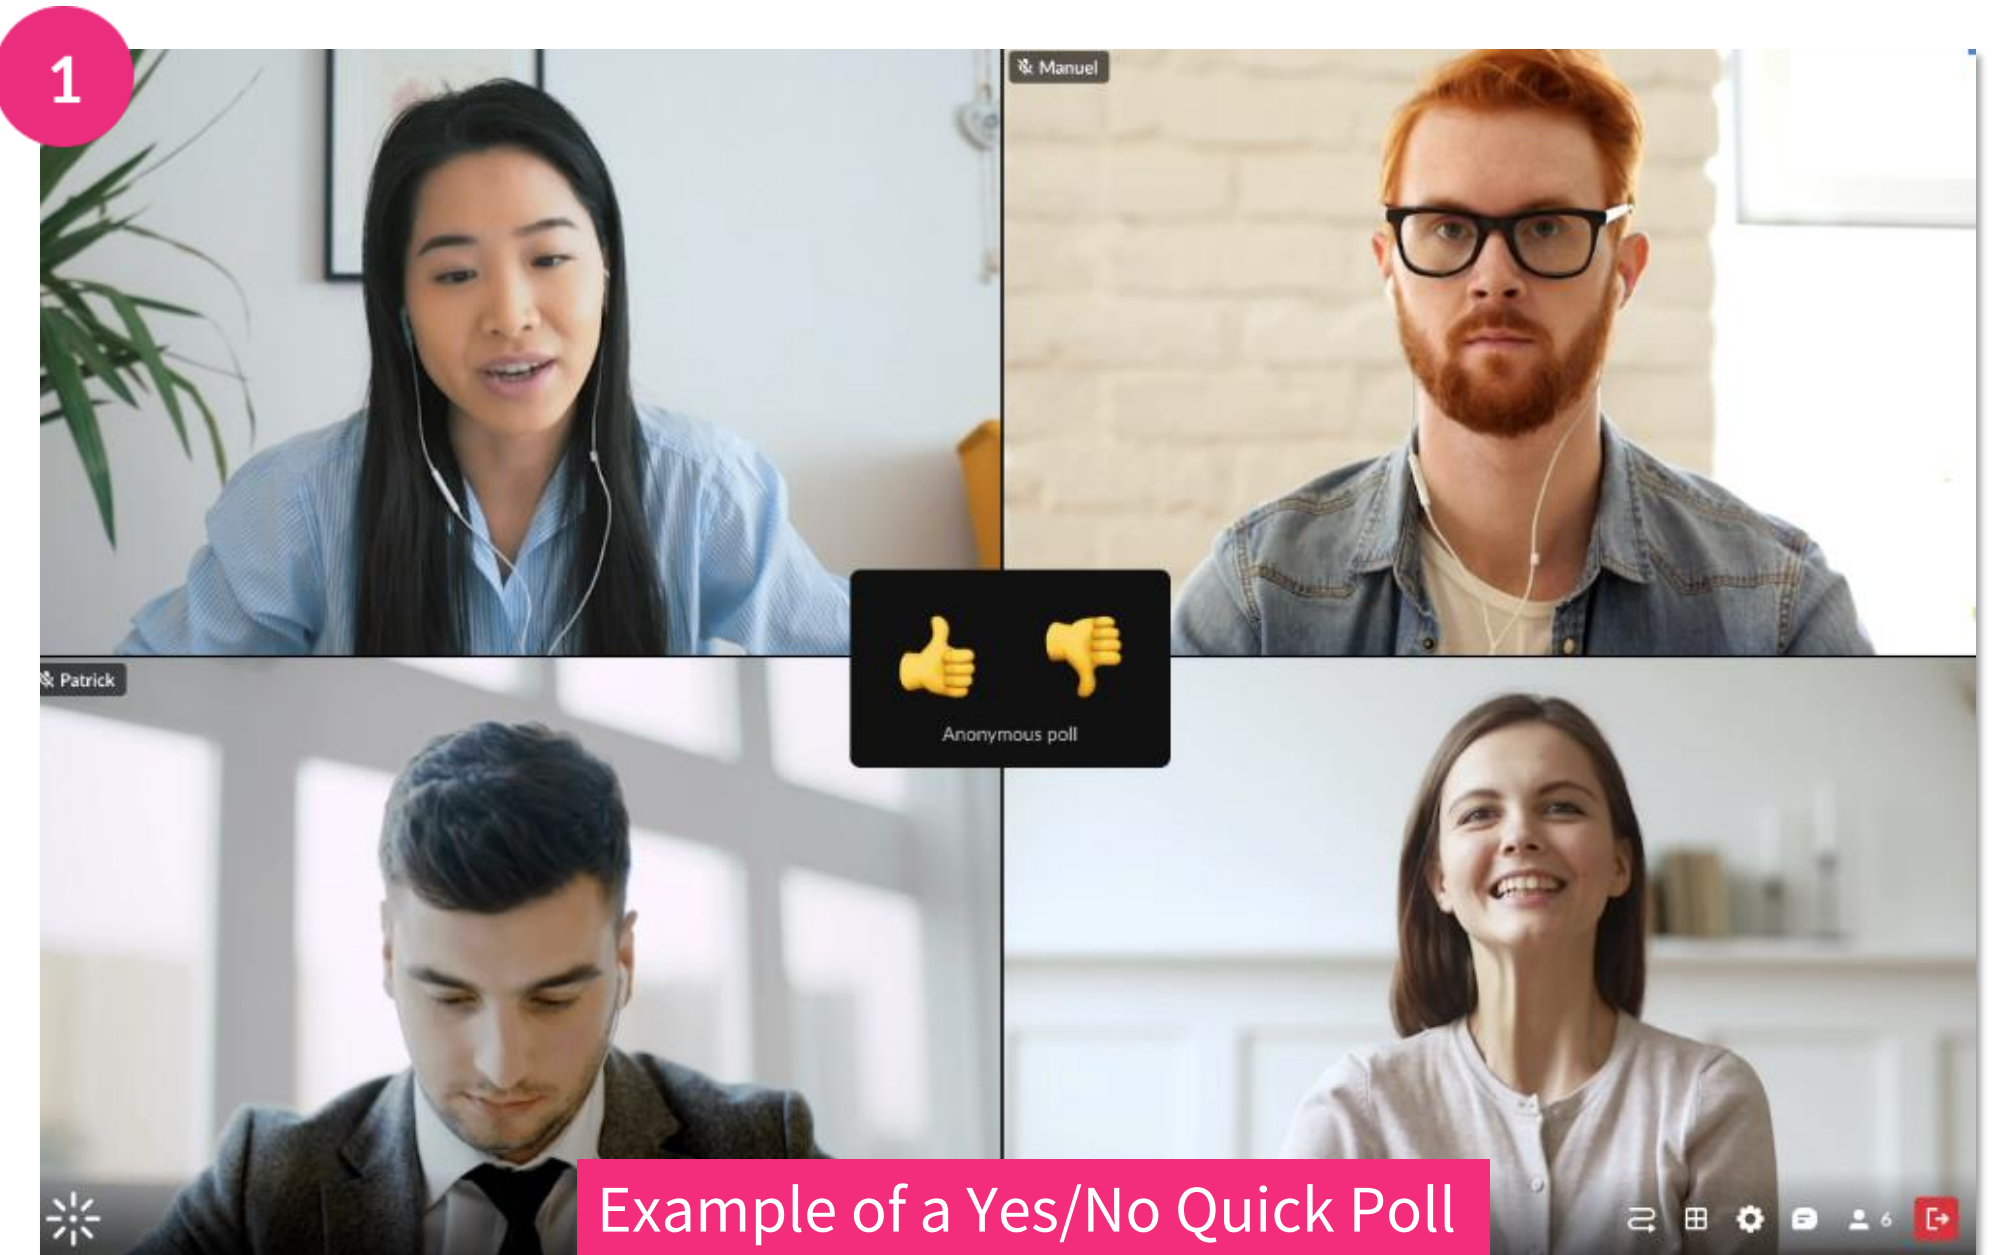 1
Manuel
Patrick
Anonymous poll
Example of a Yes/No Quick Poll
6